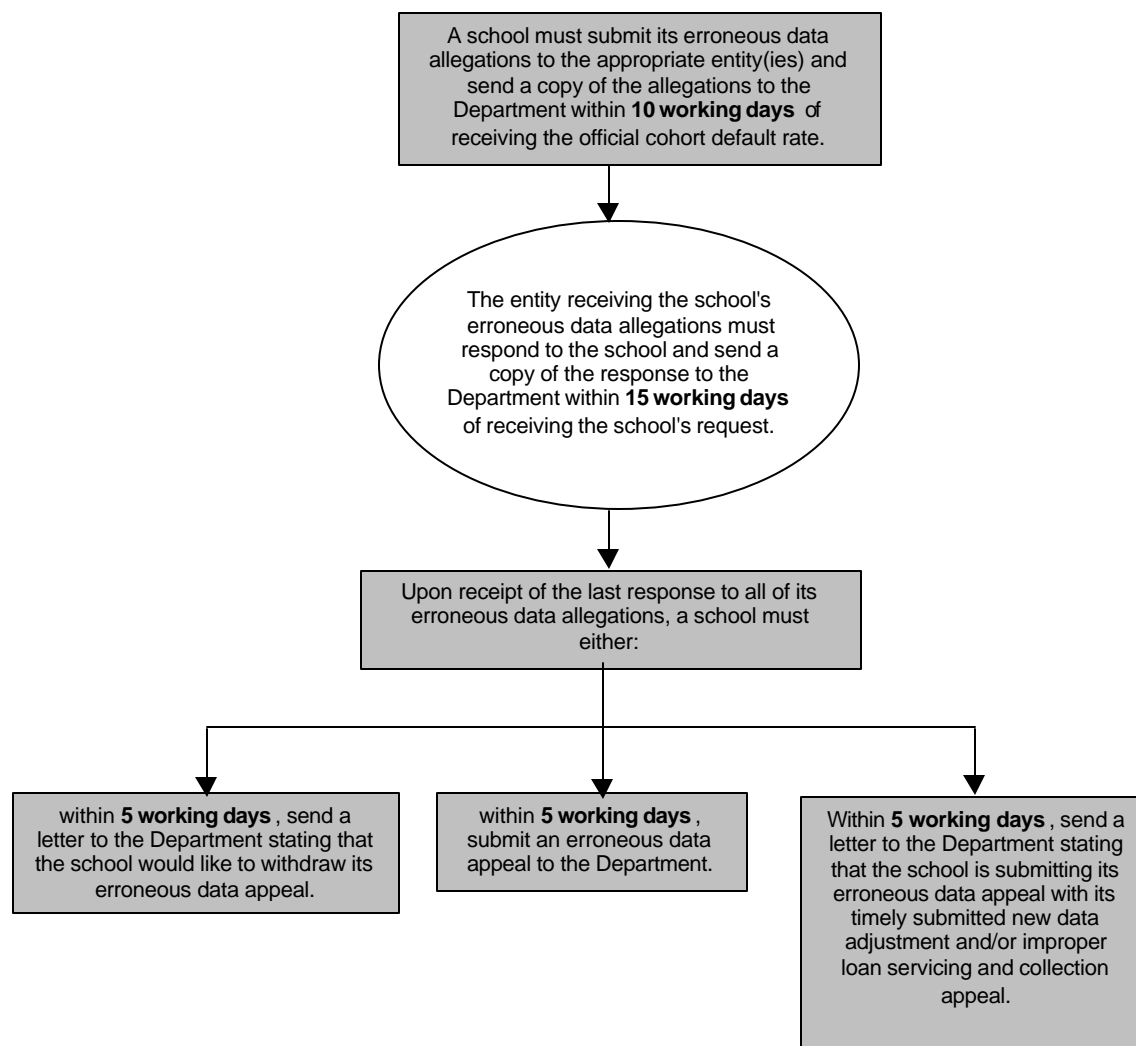 A school must submit its erroneous data
allegations to the appropriate entity(ies) and
send a copy of the allegations to the
Department within 10 working days of
receiving the official cohort default rate.
The entity receiving the school's
erroneous data allegations must
respond to the school and send a
copy of the response to the
Department within 15 working days
of receiving the school's request.
Upon receipt of the last response to all of its
erroneous data allegations, a school must
either:
within 5 working days , send a
letter to the Department stating that
the school would like to withdraw its
erroneous data appeal.
within 5 working days ,
submit an erroneous data
appeal to the Department.
Within 5 working days , send a
letter to the Department stating
that the school is submitting its
erroneous data appeal with its
timely submitted new data
adjustment and/or improper
loan servicing and collection
appeal.